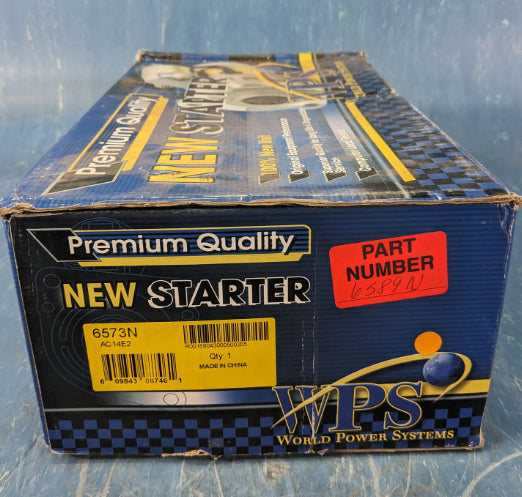 Premium Quality
NEW STARTER
100% New Unit
Premium Quality
NEW STARTER
PART
NUMBER
6589N
6573N
AC14E2
Qty: 1
MADE IN CHINA
6 09843 09746 1
WPS
WORLD POWER SYSTEMS